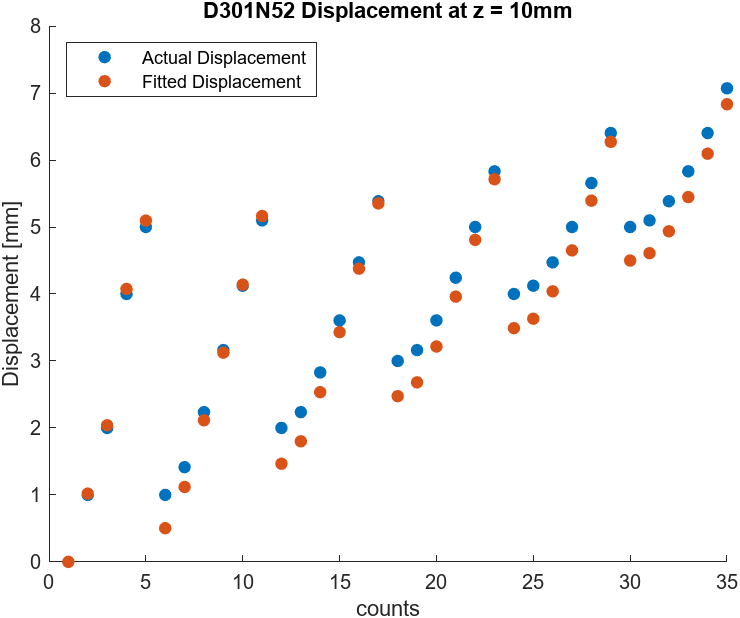 D301N52 Displacement at z = 10mm
Actual Displacement
Fitted Displacement
Displacement [mm]
8
7
6
5
4
3
2
1
0
0 5 10 15 20 25 30 35
counts